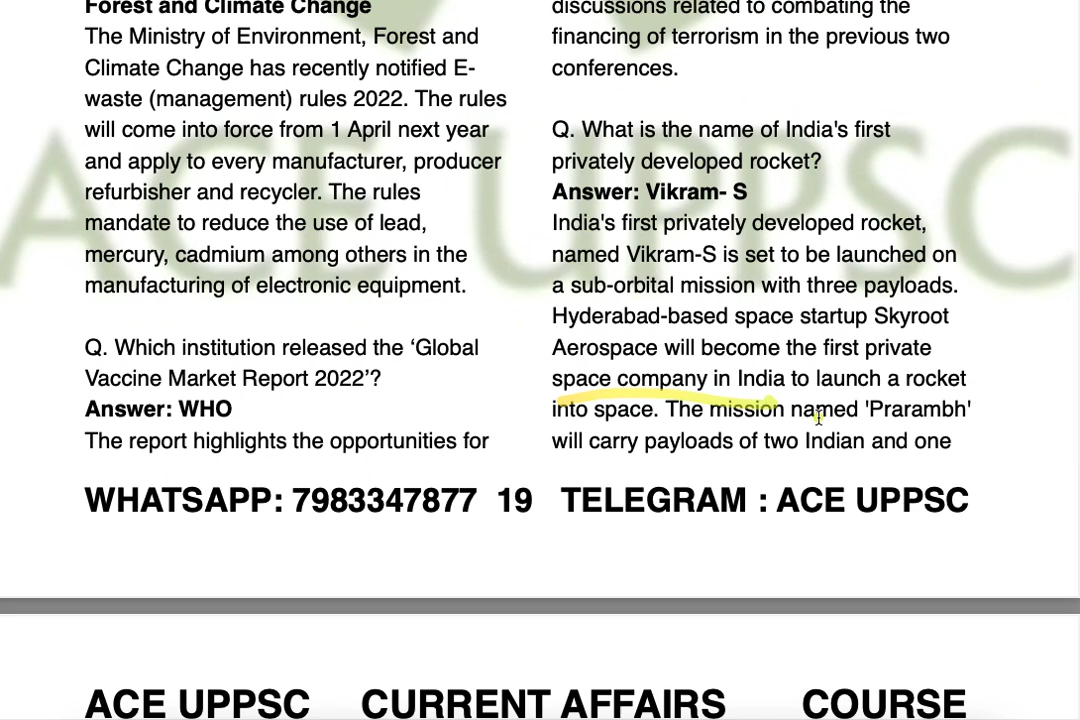 Forest and Climate Change
The Ministry of Environment, Forest and
Climate Change has recently notified E-
waste (management) rules 2022. The rules
will come into force from 1 April next year
and apply to every manufacturer, producer
refurbisher and recycler. The rules
mandate to reduce the use of lead,
mercury, cadmium among others in the
manufacturing of electronic equipment.
Q. Which institution released the ‘Global
Vaccine Market Report 2022’?
Answer: WHO
The report highlights the opportunities for
discussions related to combating the
financing of terrorism in the previous two
conferences.
Q. What is the name of India's first
privately developed rocket?
Answer: Vikram- S
India's first privately developed rocket,
named Vikram-S is set to be launched on
a sub-orbital mission with three payloads.
Hyderabad-based space startup Skyroot
Aerospace will become the first private
space company in India to launch a rocket
into space. The mission named 'Prarambh'
will carry payloads of two Indian and one
ACE UPPSC
WHATSAPP: 7983347877 19 TELEGRAM : ACE UPPSC
ACE UPPSC CURRENT AFFAIRS COURSE